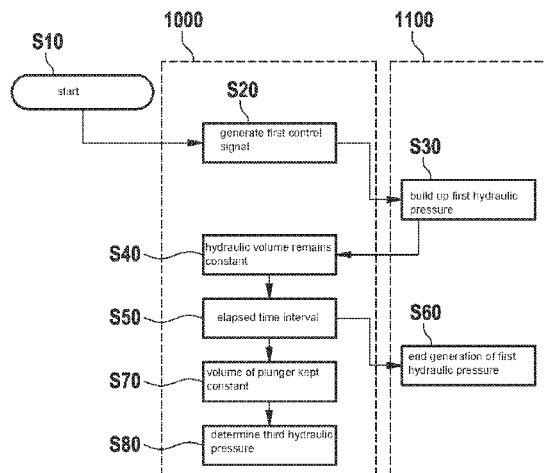 1000
1100
S10
start
S20
generate first control
signal
S30
build up first hydraulic
pressure
S40
hydraulic volume remains
constant
S50
elapsed time interval
S60
end generation of first
hydraulic pressure
S70
volume of plunger kept
constant
S80
determine third hydraulic
pressure